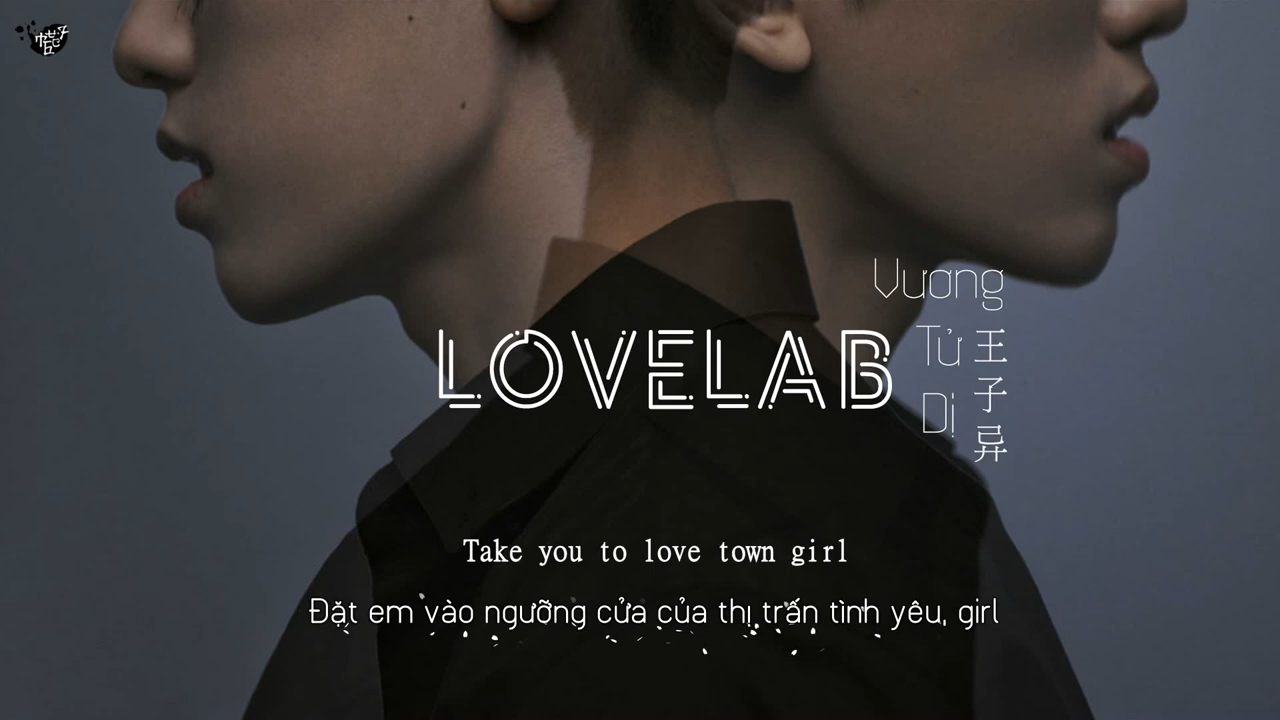 LOVELAB
Vương
Tử
Dị
王子异
Take you to love town girl
Đặt em vào ngưỡng cửa của thị trấn tình yêu, girl